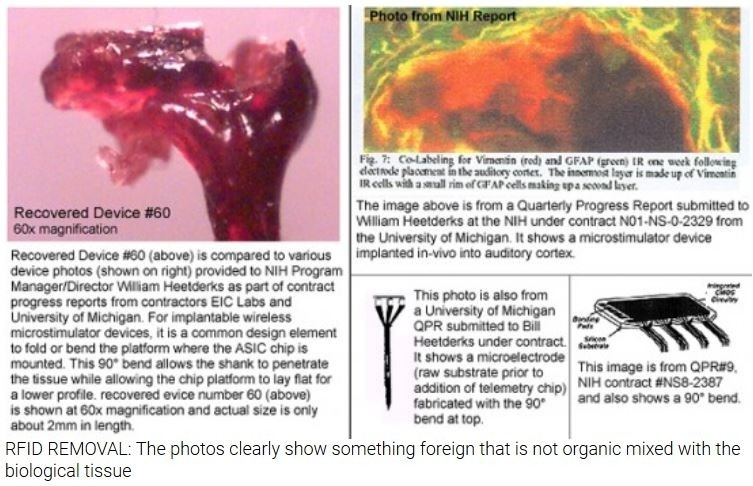 Recovered Device #60
60x magnification
Recovered Device #60 (above) is compared to various
device photos (shown on right) provided to NIH Program
Manager/Director William Heetderks as part of contract
progress reports from contractors EIC Labs and
University of Michigan. For implantable wireless
microstimulator devices, it is a common design element
to fold or bend the platform where the ASIC chip is
mounted. This 90° bend allows the shank to penetrate
the tissue while allowing the chip platform to lay flat for
a lower profile. recovered evice number 60 (above)
is shown at 60x magnification and actual size is only
about 2mm in length.
Photo from NIH Report
Fig. 7: Co-Labeling for Vimentin (red) and GFAP (green) IR one week following
electrode placement in the auditory cortex. The innermost layer is made up of Vimentin
IR cells with a small rim of GFAP cells making up a second layer.
The image above is from a Quarterly Progress Report submitted to
William Heetderks at the NIH under contract N01-NS-0-2329 from
the University of Michigan. It shows a microstimulator device
implanted in-vivo into auditory cortex.
This photo is also from
a University of Michigan
QPR submitted to Bill
Heetderks under contract.
It shows a microelectrode
(raw substrate prior to
addition of telemetry chip)
fabricated with the 90°
bend at top.
Integrated
CMOS
Circuitry
Bonding
Pads
Silicon
Substrate
This image is from QPR#9,
NIH contract #NS8-2387
and also shows a 90° bend.
RFID REMOVAL: The photos clearly show something foreign that is not organic mixed with the
biological tissue